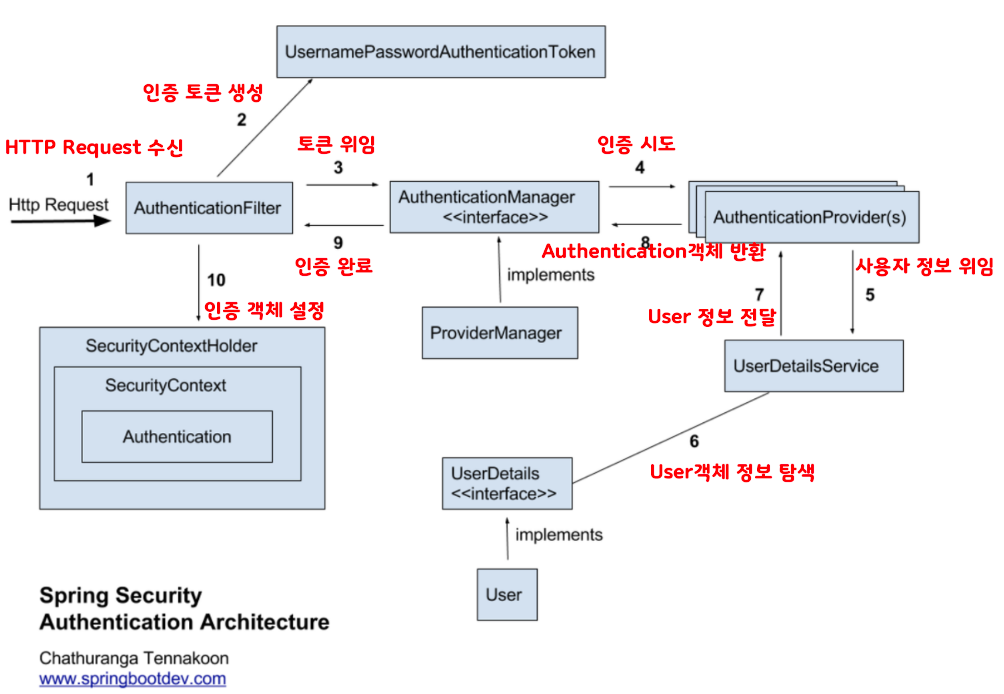 UsernamePasswordAuthenticationToken
인증 토큰 생성
2
HTTP Request 수신
1
Http Request
AuthenticationFilter
토큰 위임
3
AuthenticationManager
<<interface>>
인증 시도
4
AuthenticationProvider(s)
9
인증 완료
8
Authentication객체 반환
implements
ProviderManager
사용자 정보 위임
5
7
User 정보 전달
UserDetailsService
10
인증 객체 설정
SecurityContextHolder
SecurityContext
Authentication
6
User객체 정보 탐색
UserDetails
<<interface>>
implements
User
Spring Security
Authentication Architecture
Chathuranga Tennakoon
www.springbootdev.com